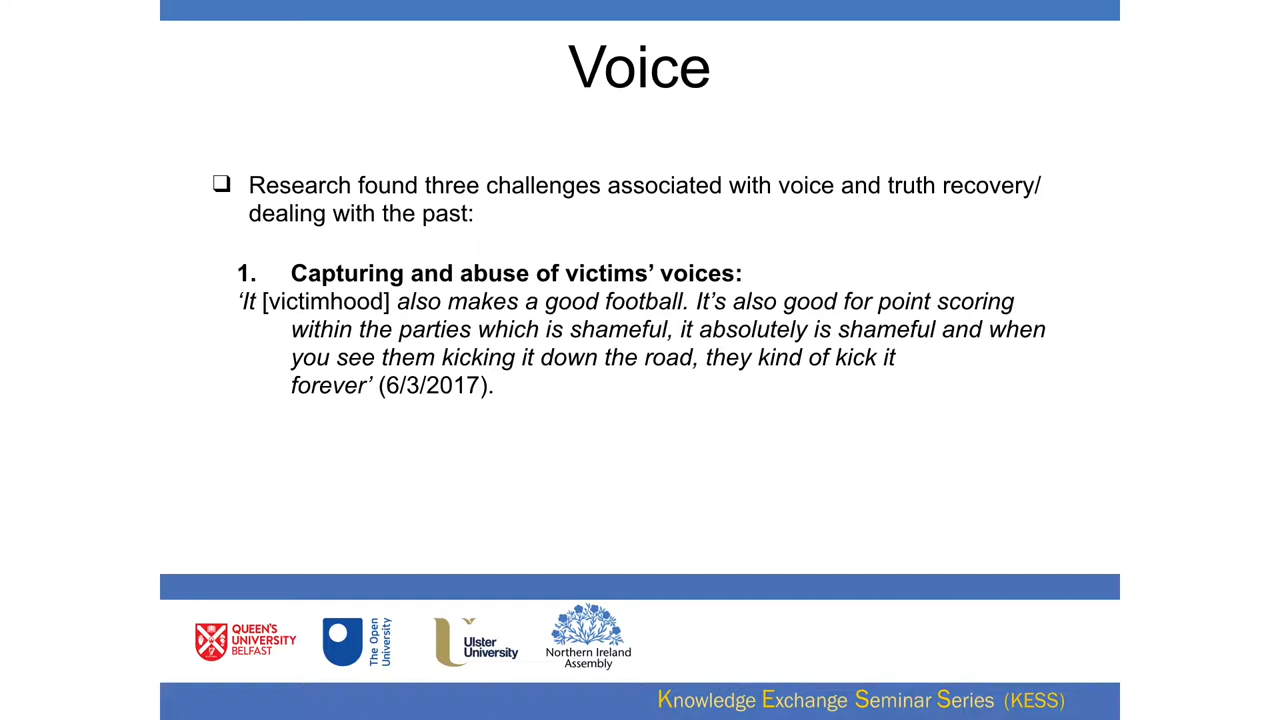 Voice
❑ Research found three challenges associated with voice and truth recovery/
dealing with the past:
1. Capturing and abuse of victims’ voices:
‘It [victimhood] also makes a good football. It’s also good for point scoring
within the parties which is shameful, it absolutely is shameful and when
you see them kicking it down the road, they kind of kick it
forever’ (6/3/2017).
QUEEN'S
UNIVERSITY
BELFAST
The Open
University
Ulster
University
Northern Ireland
Assembly
Knowledge Exchange Seminar Series (KESS)